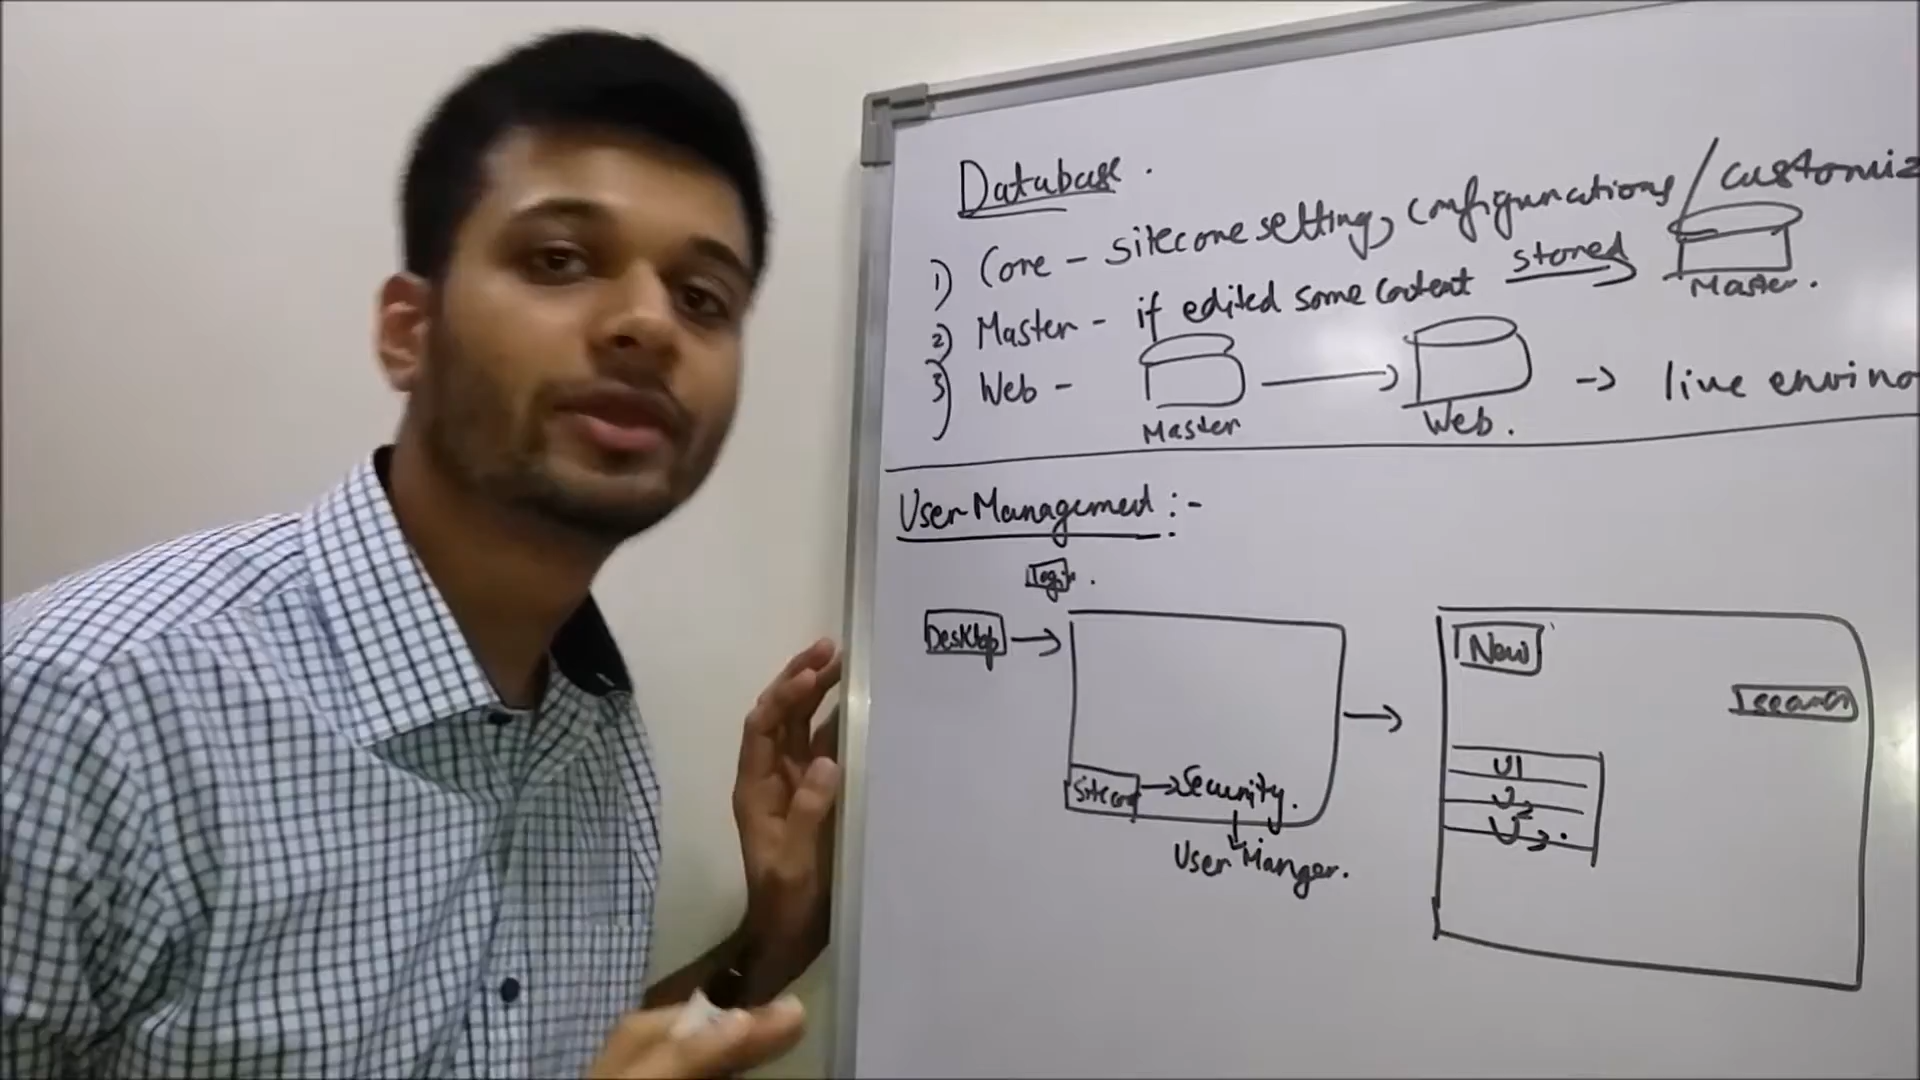 Database.
1) Core - Sitecore setting, configurations / customiz
2) Master - if edited some content stored Master.
3) Web - Master Web. → live enviro
User Management :-
Login.
Desktop
New
search
U1
Sitecore → Security.
U2
U3.
User Manger.